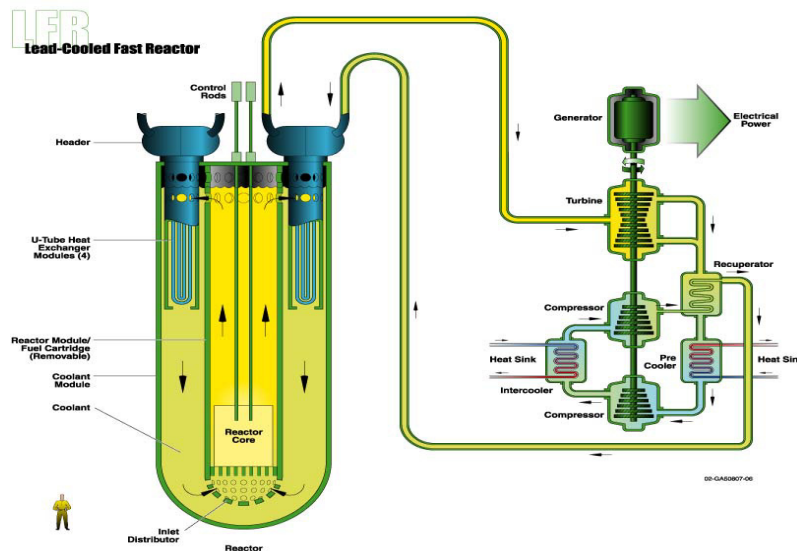 LFR
Lead-Cooled Fast Reactor
Control
Rods
Header
U-Tube Heat
Exchanger
Modules (4)
Reactor Module/
Fuel Cartridge
(Removable)
Coolant
Module
Coolant
Reactor
Core
Inlet
Distributor
Reactor
Generator
Electrical
Power
Turbine
Recuperator
Compressor
Heat Sink
Intercooler
Compressor
Pre
Cooler
Heat Sin
02-GA50807-06